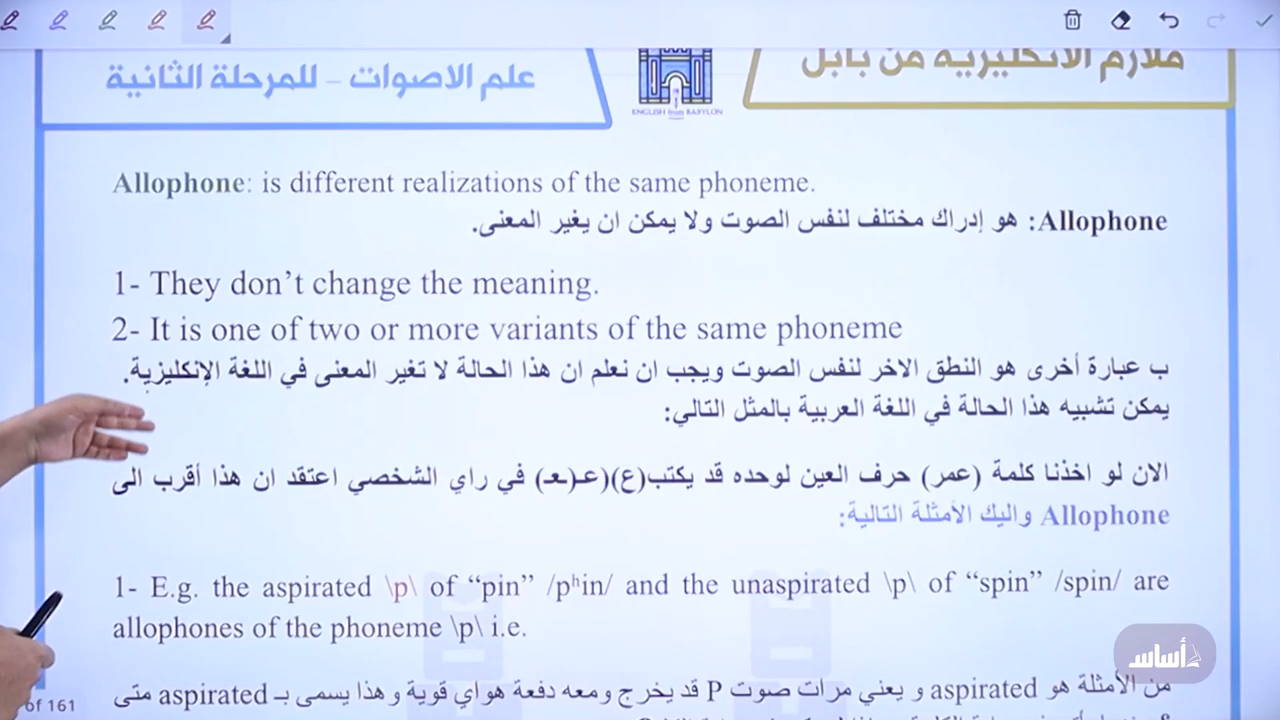 ملازم الانكليزية من بابل
علم الاصوات – للمرحلة الثانية
ENGLISH from BABYLON
Allophone: is different realizations of the same phoneme.
Allophone: هو إدراك مختلف لنفس الصوت ولا يمكن ان يغير المعنى.
1- They don’t change the meaning.
2- It is one of two or more variants of the same phoneme
ب عبارة أخرى هو النطق الاخر لنفس الصوت ويجب ان نعلم ان هذا الحالة لا تغير المعنى في اللغة الإنكليزية.
يمكن تشبيه هذا الحالة في اللغة العربية بالمثل التالي:
الان لو اخذنا كلمة (عمر) حرف العين لوحده قد يكتب(ع)(عـ)(ـعـ) في راي الشخصي اعتقد ان هذا أقرب الى
Allophone واليك الأمثلة التالية:
1- E.g. the aspirated \p\ of “pin” /pʰin/ and the unaspirated \p\ of “spin” /spin/ are
allophones of the phoneme \p\ i.e.
أساس
من الأمثلة هو aspirated و يعني مرات صوت P قد يخرج ومعه دفعة هواي قوية وهذا يسمى بـ aspirated متى
of 161